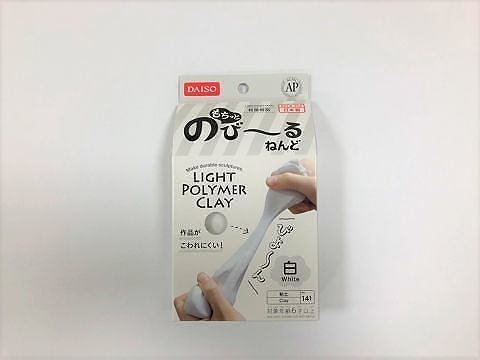 DAISO
AP
もちっと
のび〜る
ねんど
Make durable sculptures.
LIGHT
POLYMER
CLAY
作品が
こわれにくい!
びよ〜ん
白
White
粘土
Clay
141
対象年齢6才以上